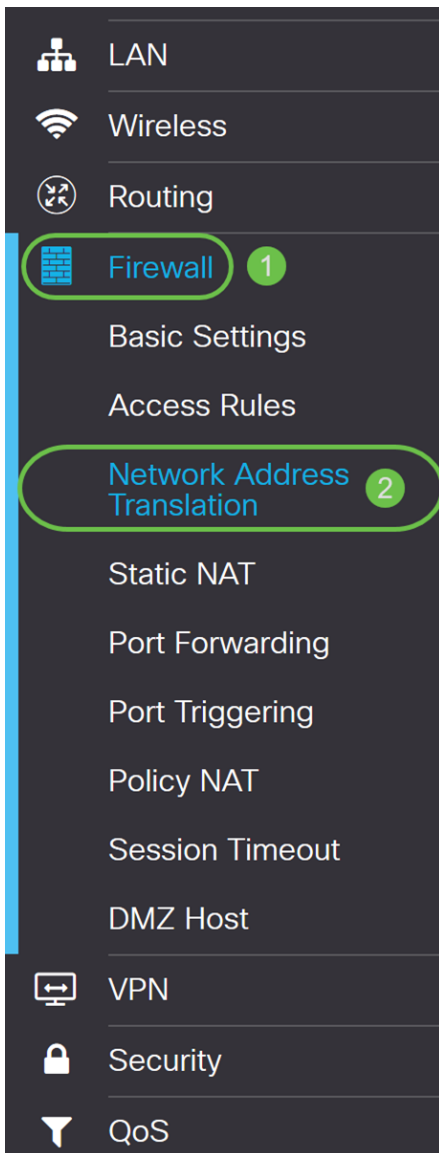 LAN
Wireless
Routing
Firewall 1
Basic Settings
Access Rules
Network Address
Translation 2
Static NAT
Port Forwarding
Port Triggering
Policy NAT
Session Timeout
DMZ Host
VPN
Security
QoS